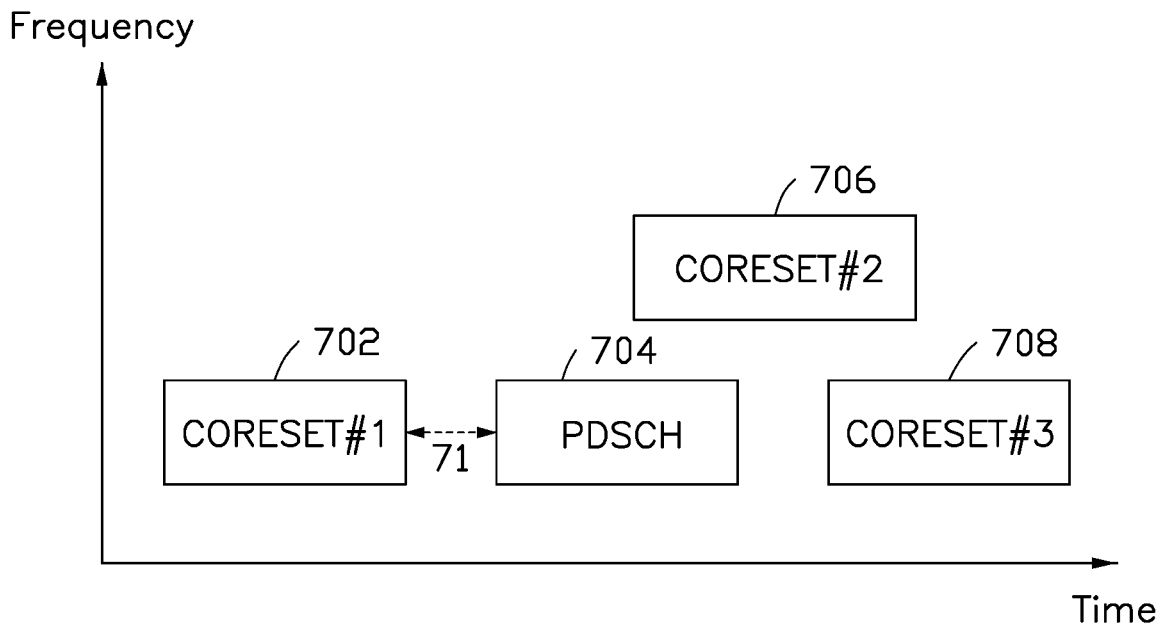 Frequency
706
CORESET#2
702
704
708
CORESET#1
71
PDSCH
CORESET#3
Time